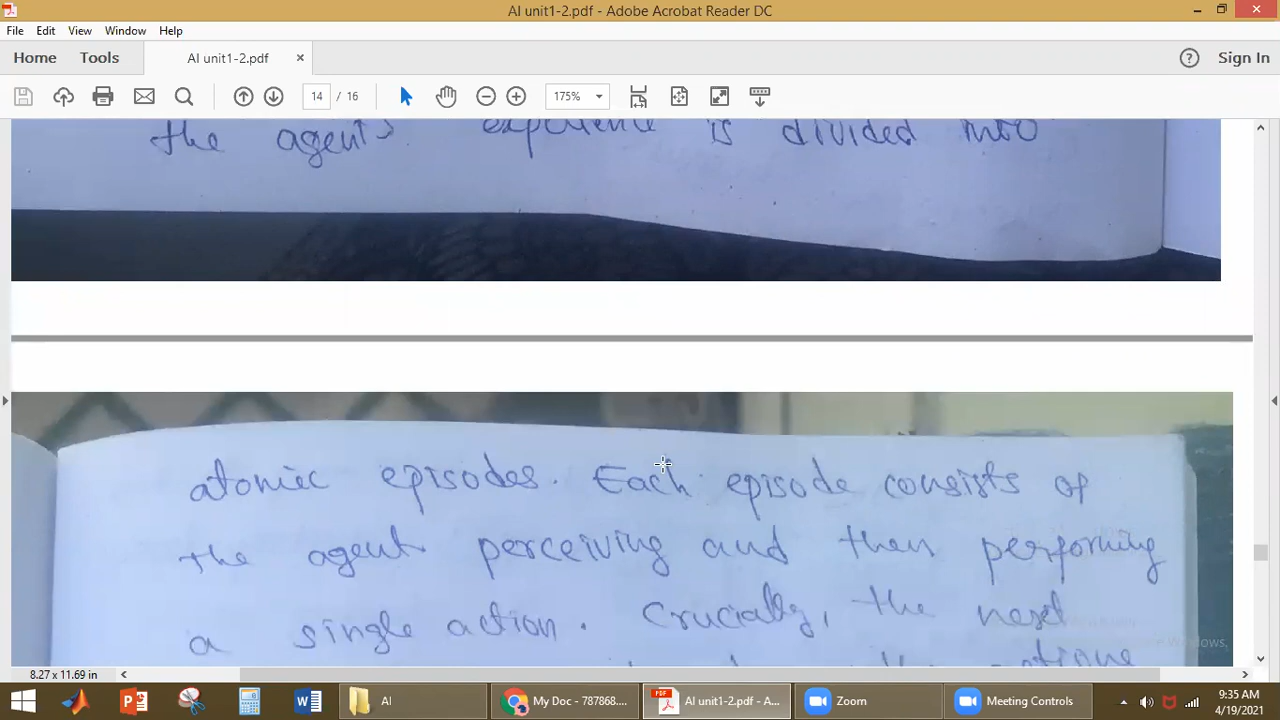 AI unit1-2.pdf - Adobe Acrobat Reader DC
File Edit View Window Help
Home Tools AI unit1-2.pdf × Sign In
14 / 16 175%
the agent's experience is divided into
atomic episodes. Each episode consists of
the agent perceiving and then performing
a single action. Crucially, the next
8.27 x 11.69 in
AI My Doc - 787868.... AI unit1-2.pdf - A... Zoom Meeting Controls
9:35 AM
4/19/2021